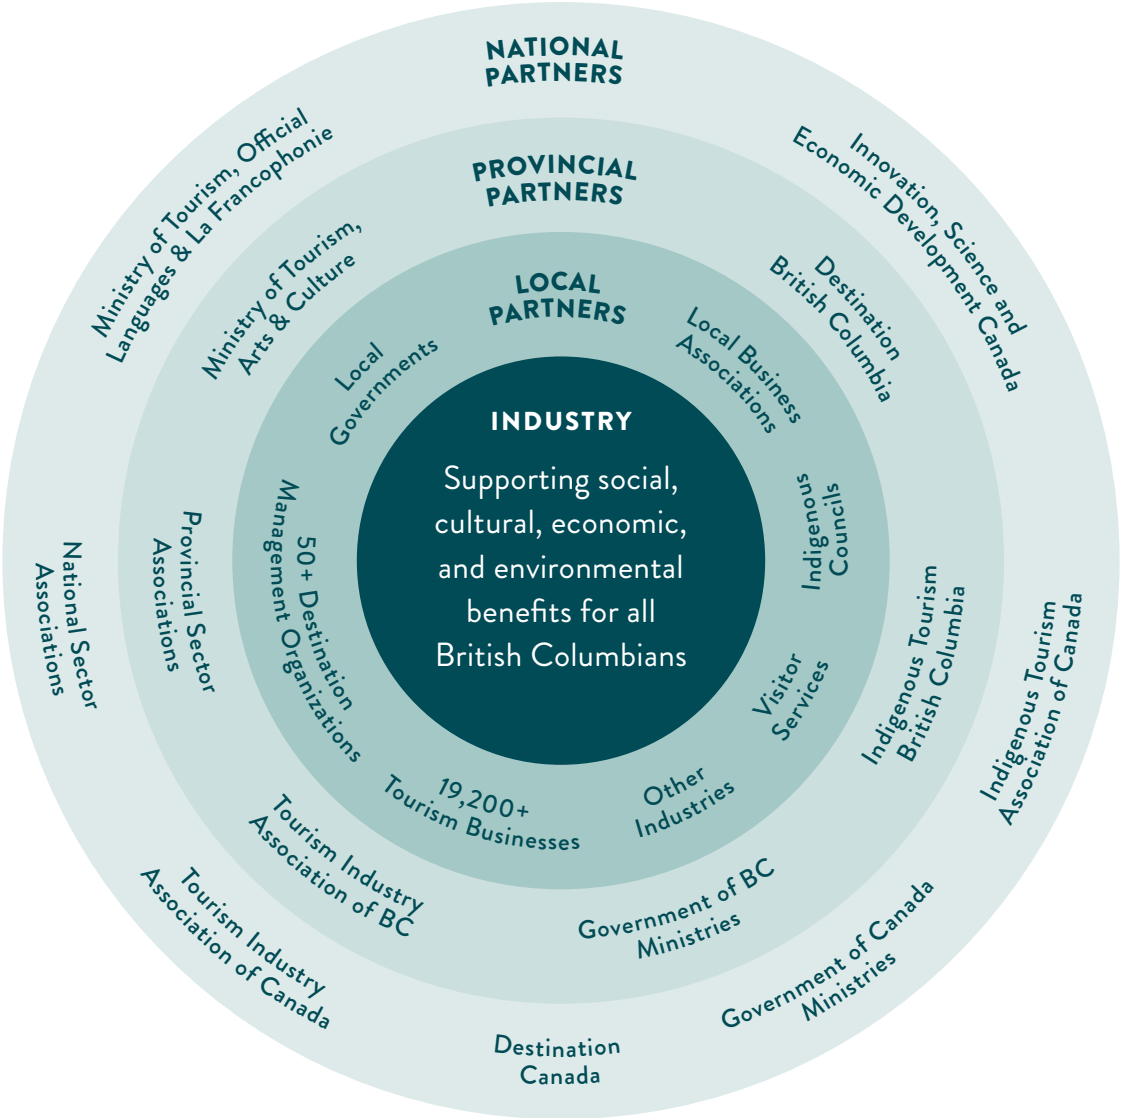 NATIONAL
PARTNERS
Ministry of Tourism, Official
Languages & La Francophonie
Innovation, Science and
Economic Development Canada
Indigenous Tourism
Association of Canada
Government of Canada
Ministries
Destination
Canada
Tourism Industry
Association of Canada
National Sector
Associations
PROVINCIAL
PARTNERS
Ministry of Tourism,
Arts & Culture
Destination
British Columbia
Indigenous Tourism
British Columbia
Government of BC
Ministries
Tourism Industry
Association of BC
Provincial Sector
Associations
LOCAL
PARTNERS
Local
Governments
Local Business
Associations
Indigenous
Councils
Visitor
Services
Other
Industries
19,200+
Tourism Businesses
50+ Destination
Management Organizations
INDUSTRY
Supporting social,
cultural, economic,
and environmental
benefits for all
British Columbians